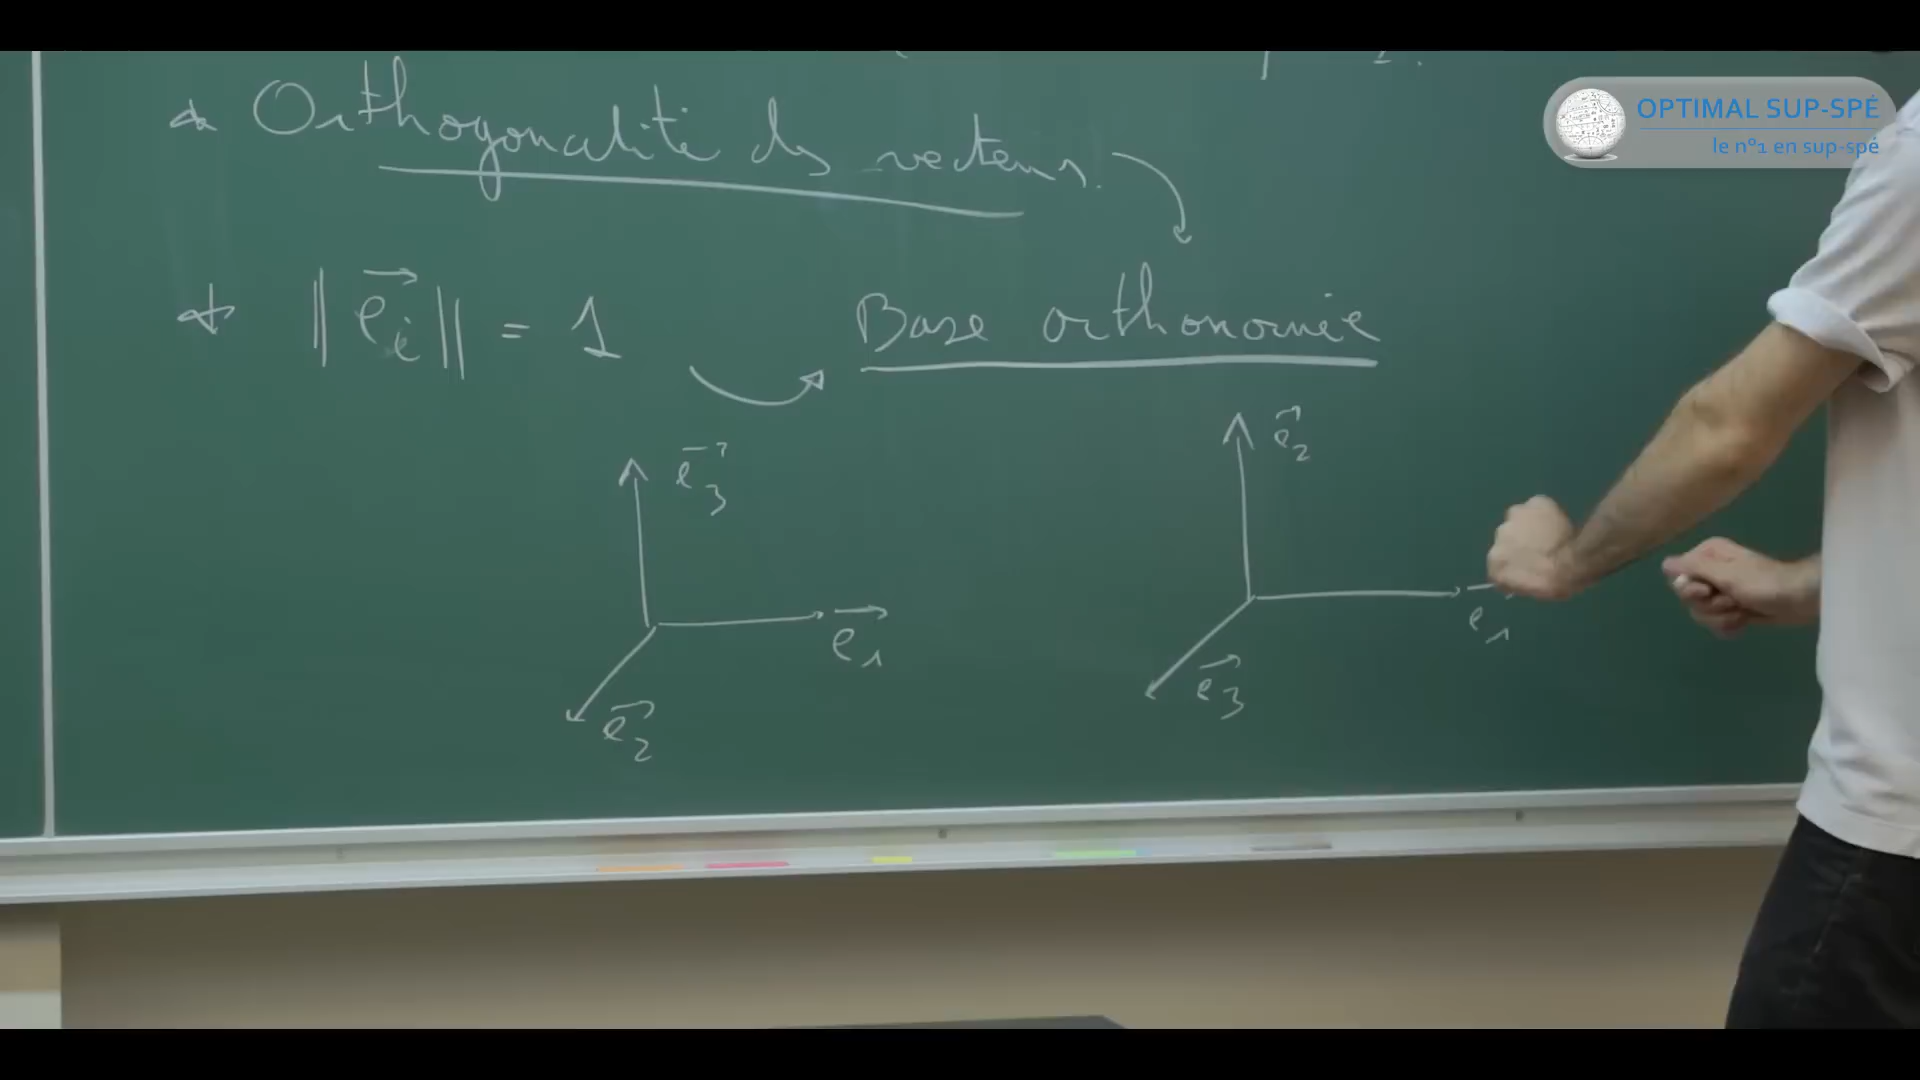 Orthogonalité des vecteurs.
‖e⃗ᵢ‖ = 1
Base orthonormée
e⃗₃
e⃗₁
e⃗₂
e⃗₂
e⃗₁
e⃗₃
OPTIMAL SUP-SPÉ
le n°1 en sup-spé